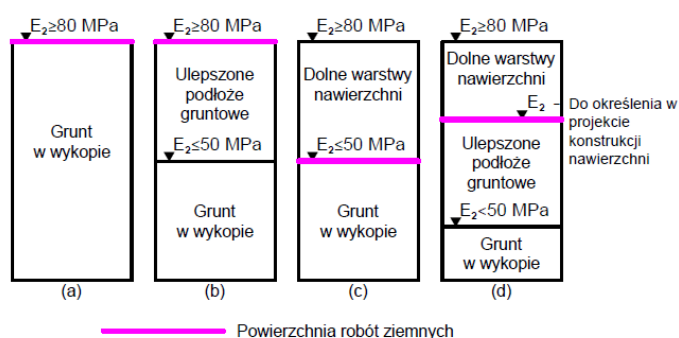 E₂≥80 MPa
Grunt
w wykopie
(a)
E₂≥80 MPa
Ulepszone
podłoże
gruntowe
E₂≤50 MPa
Grunt
w wykopie
(b)
E₂≥80 MPa
Dolne warstwy
nawierzchni
E₂≤50 MPa
Grunt
w wykopie
(c)
E₂≥80 MPa
Dolne warstwy
nawierzchni
E₂ - Do określenia w
projekcie
konstrukcji
nawierzchni
Ulepszone
podłoże
gruntowe
E₂<50 MPa
Grunt
w wykopie
(d)
Powierzchnia robót ziemnych